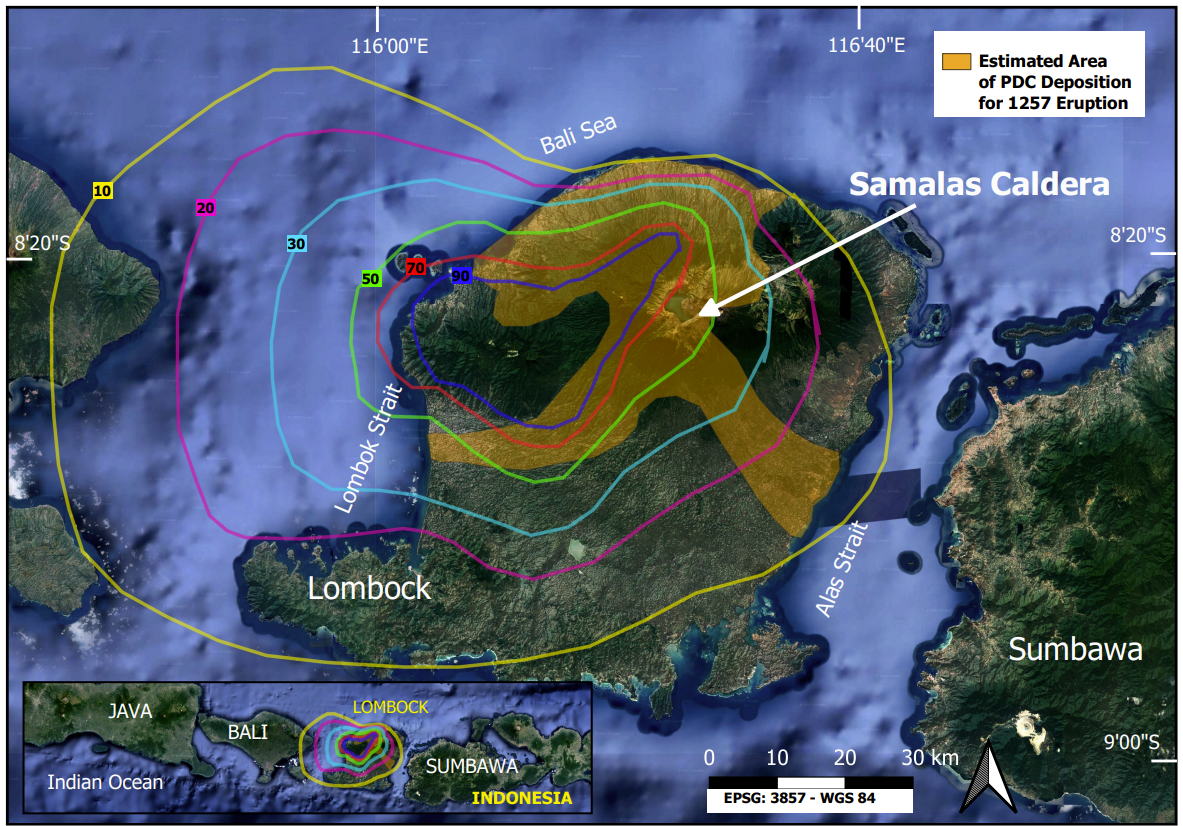 116'00"E
116'40"E
Estimated Area
of PDC Deposition
for 1257 Eruption
Bali Sea
Samalas Caldera
10
20
30
50
70
90
8'20"S
8'20"S
Lombok Strait
Alas Strait
Lombock
Sumbawa
9'00"S
JAVA
BALI
LOMBOCK
SUMBAWA
Indian Ocean
INDONESIA
0 10 20 30 km
EPSG: 3857 - WGS 84